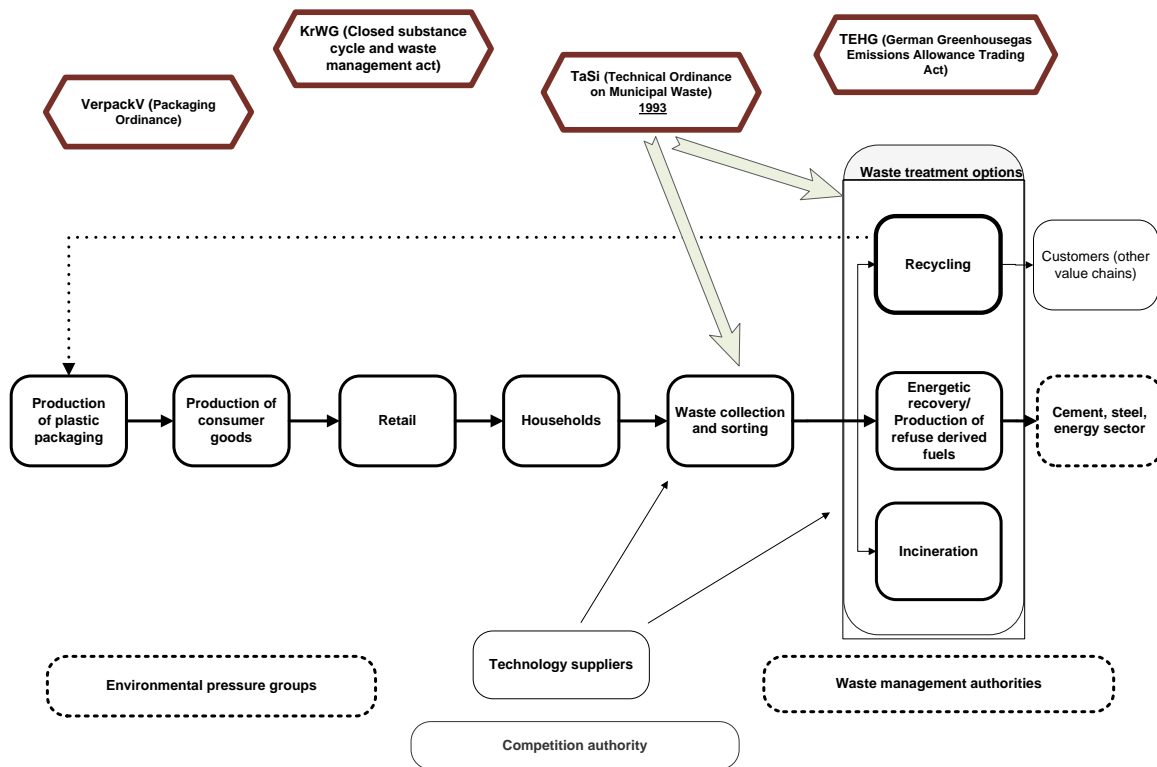 KrWG (Closed substance
cycle and waste
management act)
TEHG (German Greenhousegas
Emissions Allowance Trading
Act)
TaSi (Technical Ordinance
on Municipal Waste)
1993
VerpackV (Packaging
Ordinance)
Waste treatment options
Recycling
Customers (other
value chains)
Production
of plastic
packaging
Production of
consumer
goods
Retail
Households
Waste collection
and sorting
Energetic
recovery/
Production of
refuse derived
fuels
Cement, steel,
energy sector
Incineration
Technology suppliers
Environmental pressure groups
Waste management authorities
Competition authority